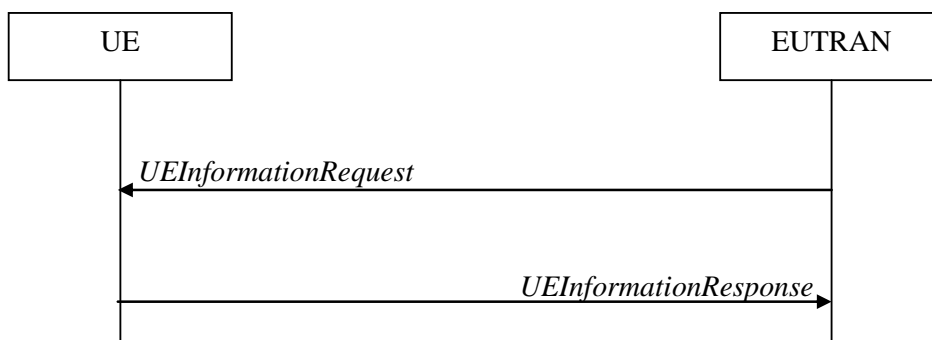 UE
EUTRAN
UEInformationRequest
UEInformationResponse